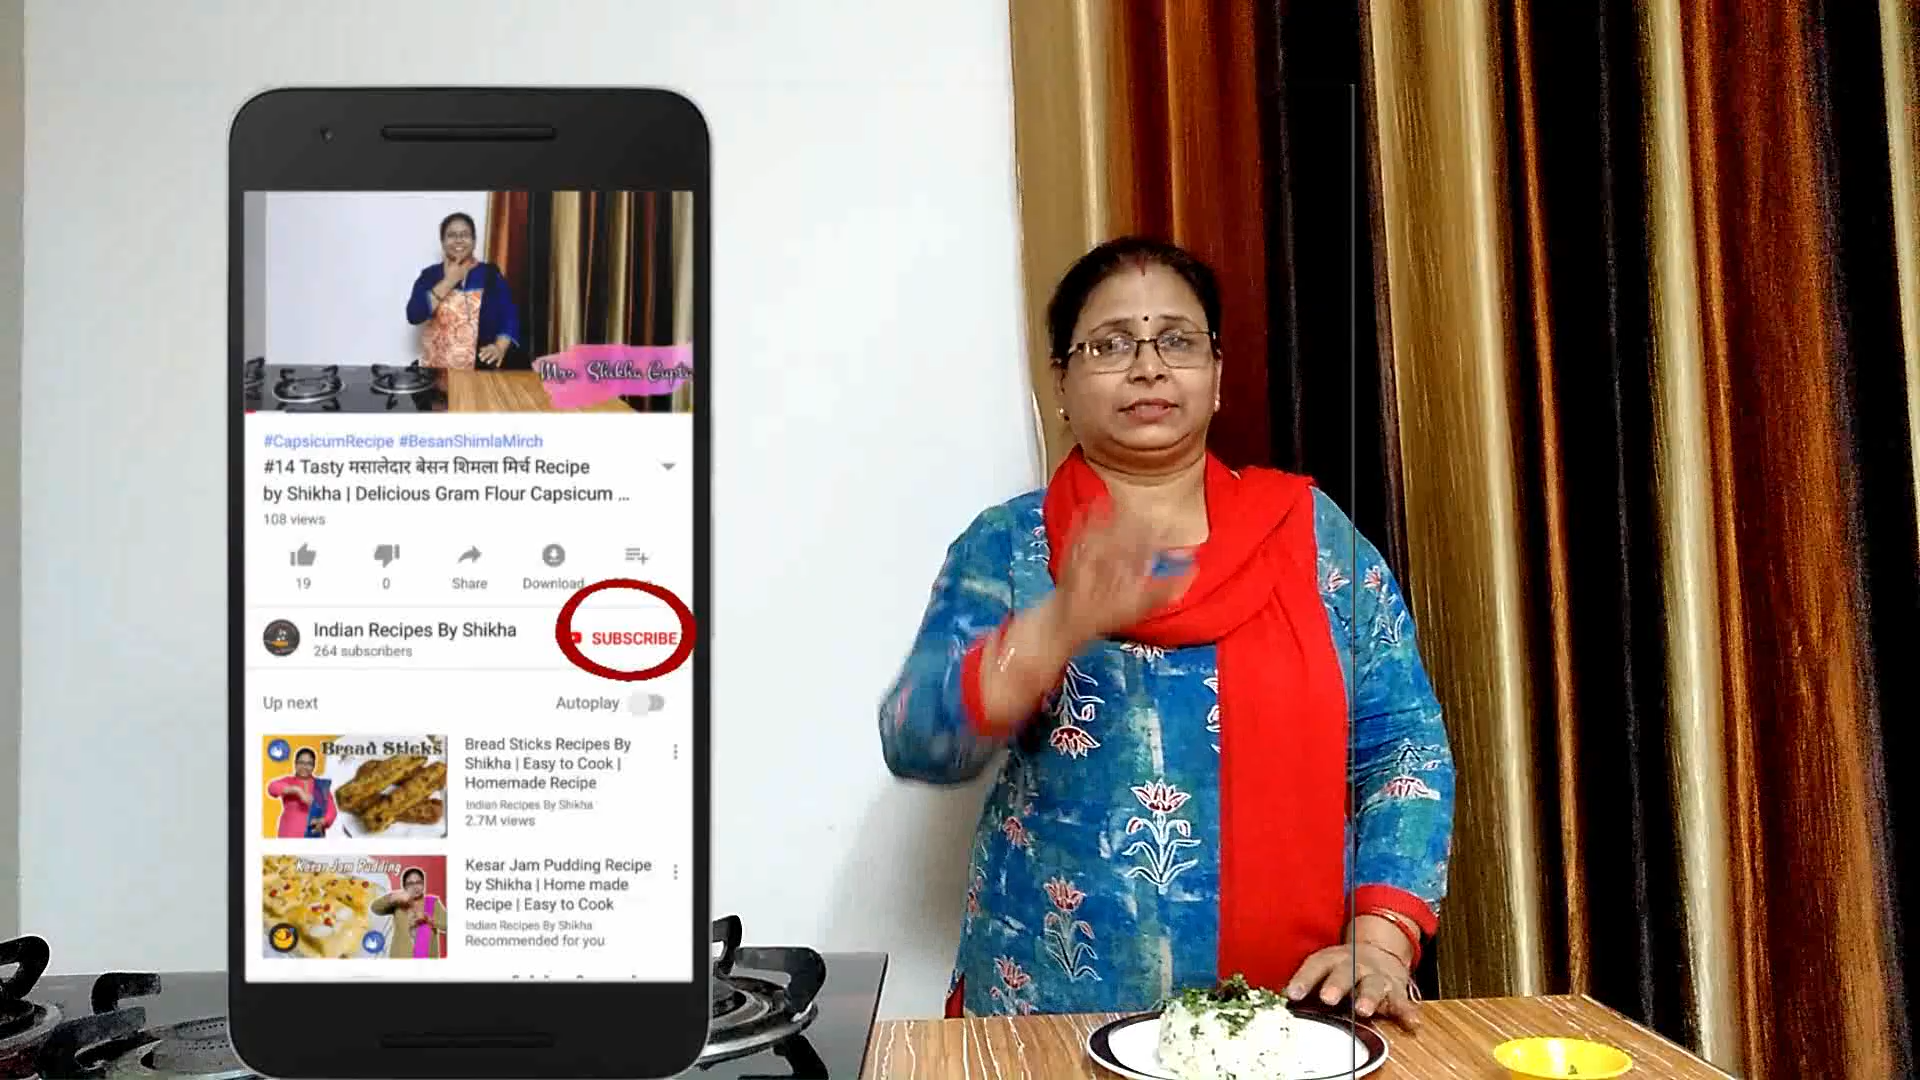 Mrs. Shikha Gupta
#CapsicumRecipe #BesanShimlaMirch
#14 Tasty मसालेदार बेसन शिमला मिर्च Recipe
by Shikha | Delicious Gram Flour Capsicum ...
108 views
19
0
Share
Download
Indian Recipes By Shikha
264 subscribers
SUBSCRIBE
Up next
Autoplay
Bread Sticks
Bread Sticks Recipes By
Shikha | Easy to Cook |
Homemade Recipe
Indian Recipes By Shikha
2.7M views
Kesar Jam Pudding
Kesar Jam Pudding Recipe
by Shikha | Home made
Recipe | Easy to Cook
Indian Recipes By Shikha
Recommended for you